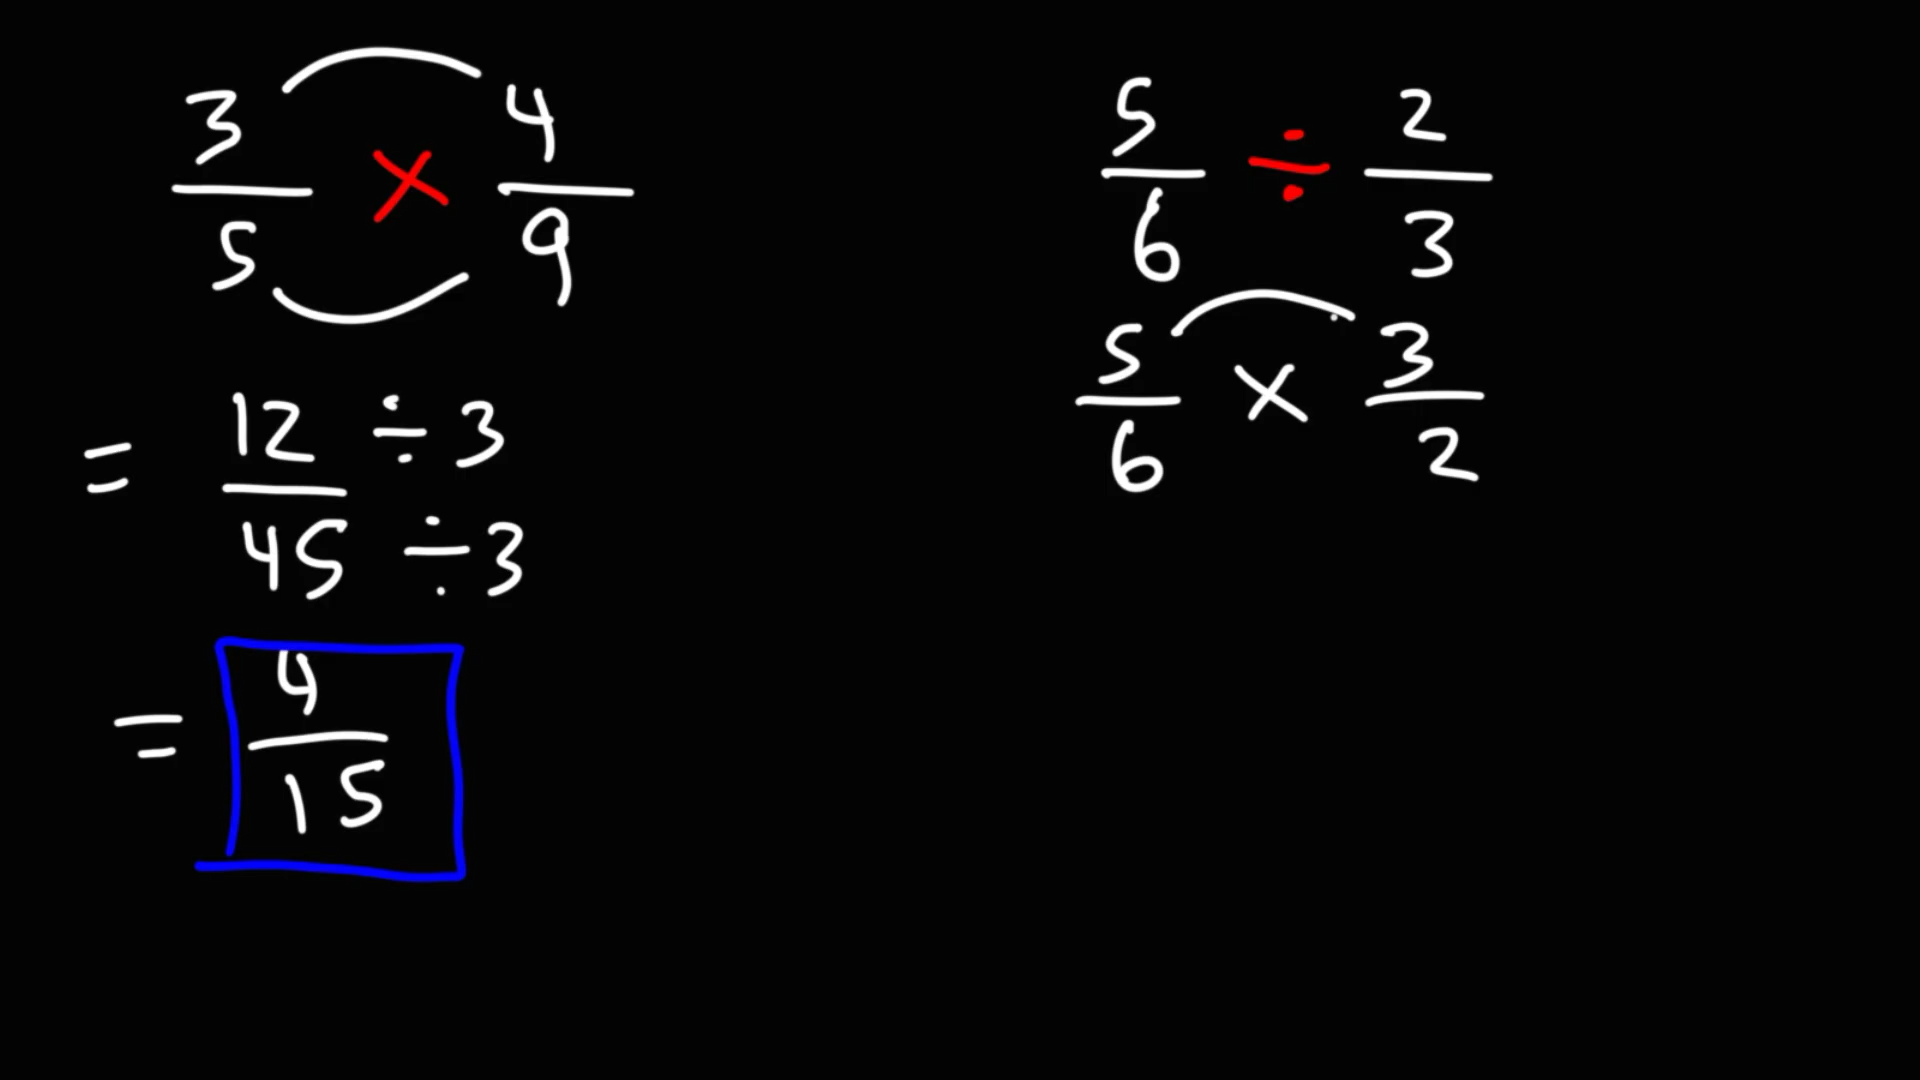 3/5 × 4/9
= 12 ÷ 3 / 45 ÷ 3
= 4/15
5/6 ÷ 2/3
5/6 × 3/2